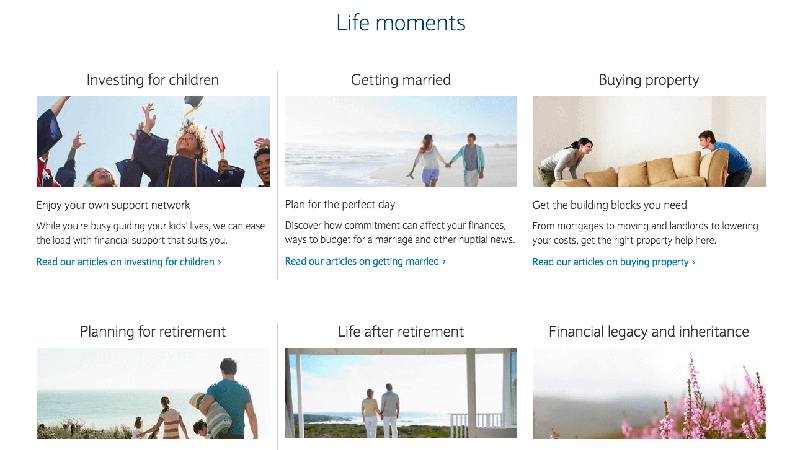 Life moments
Investing for children
Getting married
Buying property
Enjoy your own support network
While you're busy guiding your kids' lives, we can ease
the load with financial support that suits you.
Read our articles on investing for children ›
Plan for the perfect day
Discover how commitment can affect your finances,
ways to budget for a marriage and other nuptial news.
Read our articles on getting married ›
Get the building blocks you need
From mortgages to moving and landlords to lowering
your costs, get the right property help here.
Read our articles on buying property ›
Planning for retirement
Life after retirement
Financial legacy and inheritance